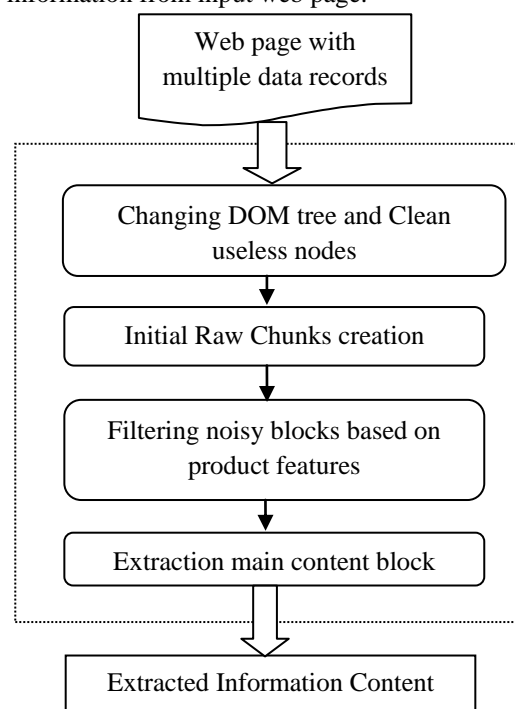 information from input web page.
Web page with
multiple data records
Changing DOM tree and Clean
useless nodes
Initial Raw Chunks creation
Filtering noisy blocks based on
product features
Extraction main content block
Extracted Information Content